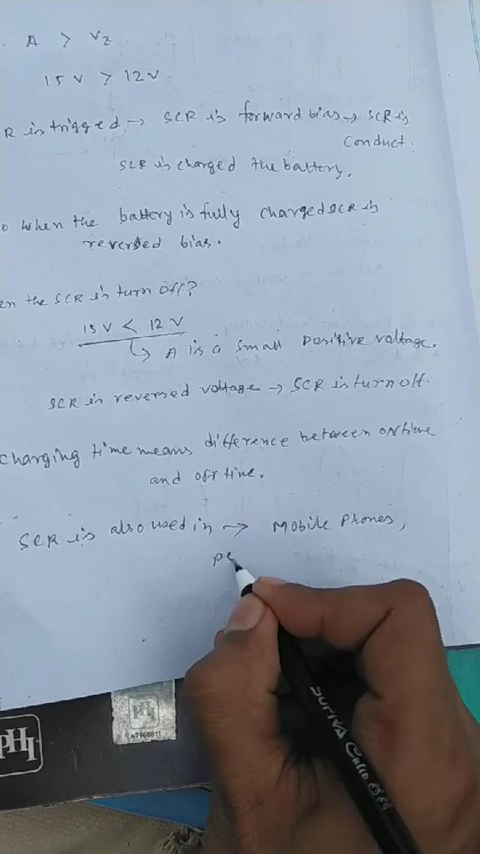 A > Vz
15 V > 12 V
R is trigged → SCR is forward bias → SCR is
conduct.
SCR is charged the battery.
o when the battery is fully charged SCR is
reversed bias.
en the SCR is turn off?
15 V < 12 V
↳ A is a small positive voltage.
SCR is reversed voltage → SCR is turn off.
charging time means difference between on time
and off time.
SCR is also used in → Mobile Phones,
pe
PHI